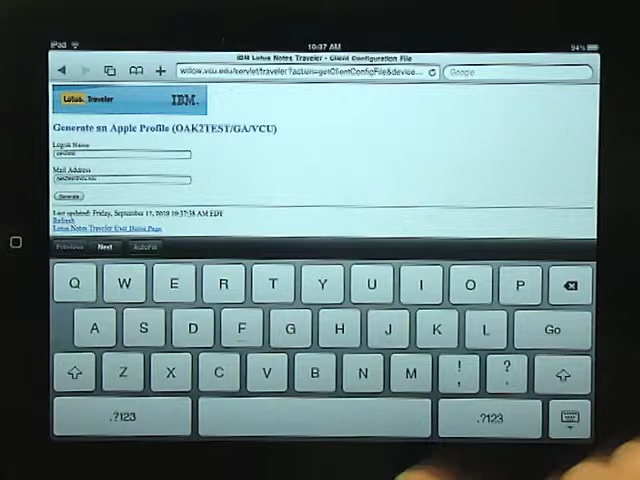 iPad
10:37 AM
94%
IBM Lotus Notes Traveler - Client Configuration File
willow.vcu.edu/servlet/traveler?action=getClientConfigFile&device...
Google
Lotus. Traveler
IBM.
Generate an Apple Profile (OAK2TEST/GA/VCU)
Logon Name
Mail Address
Generate
Last updated: Friday, September 17, 2010 10:37:38 AM EDT
Refresh
Lotus Notes Traveler User Home Page
Previous Next AutoFill
Q W E R T Y U I O P
A S D F G H J K L Go
Z X C V B N M ! , ? .
.?123 .?123